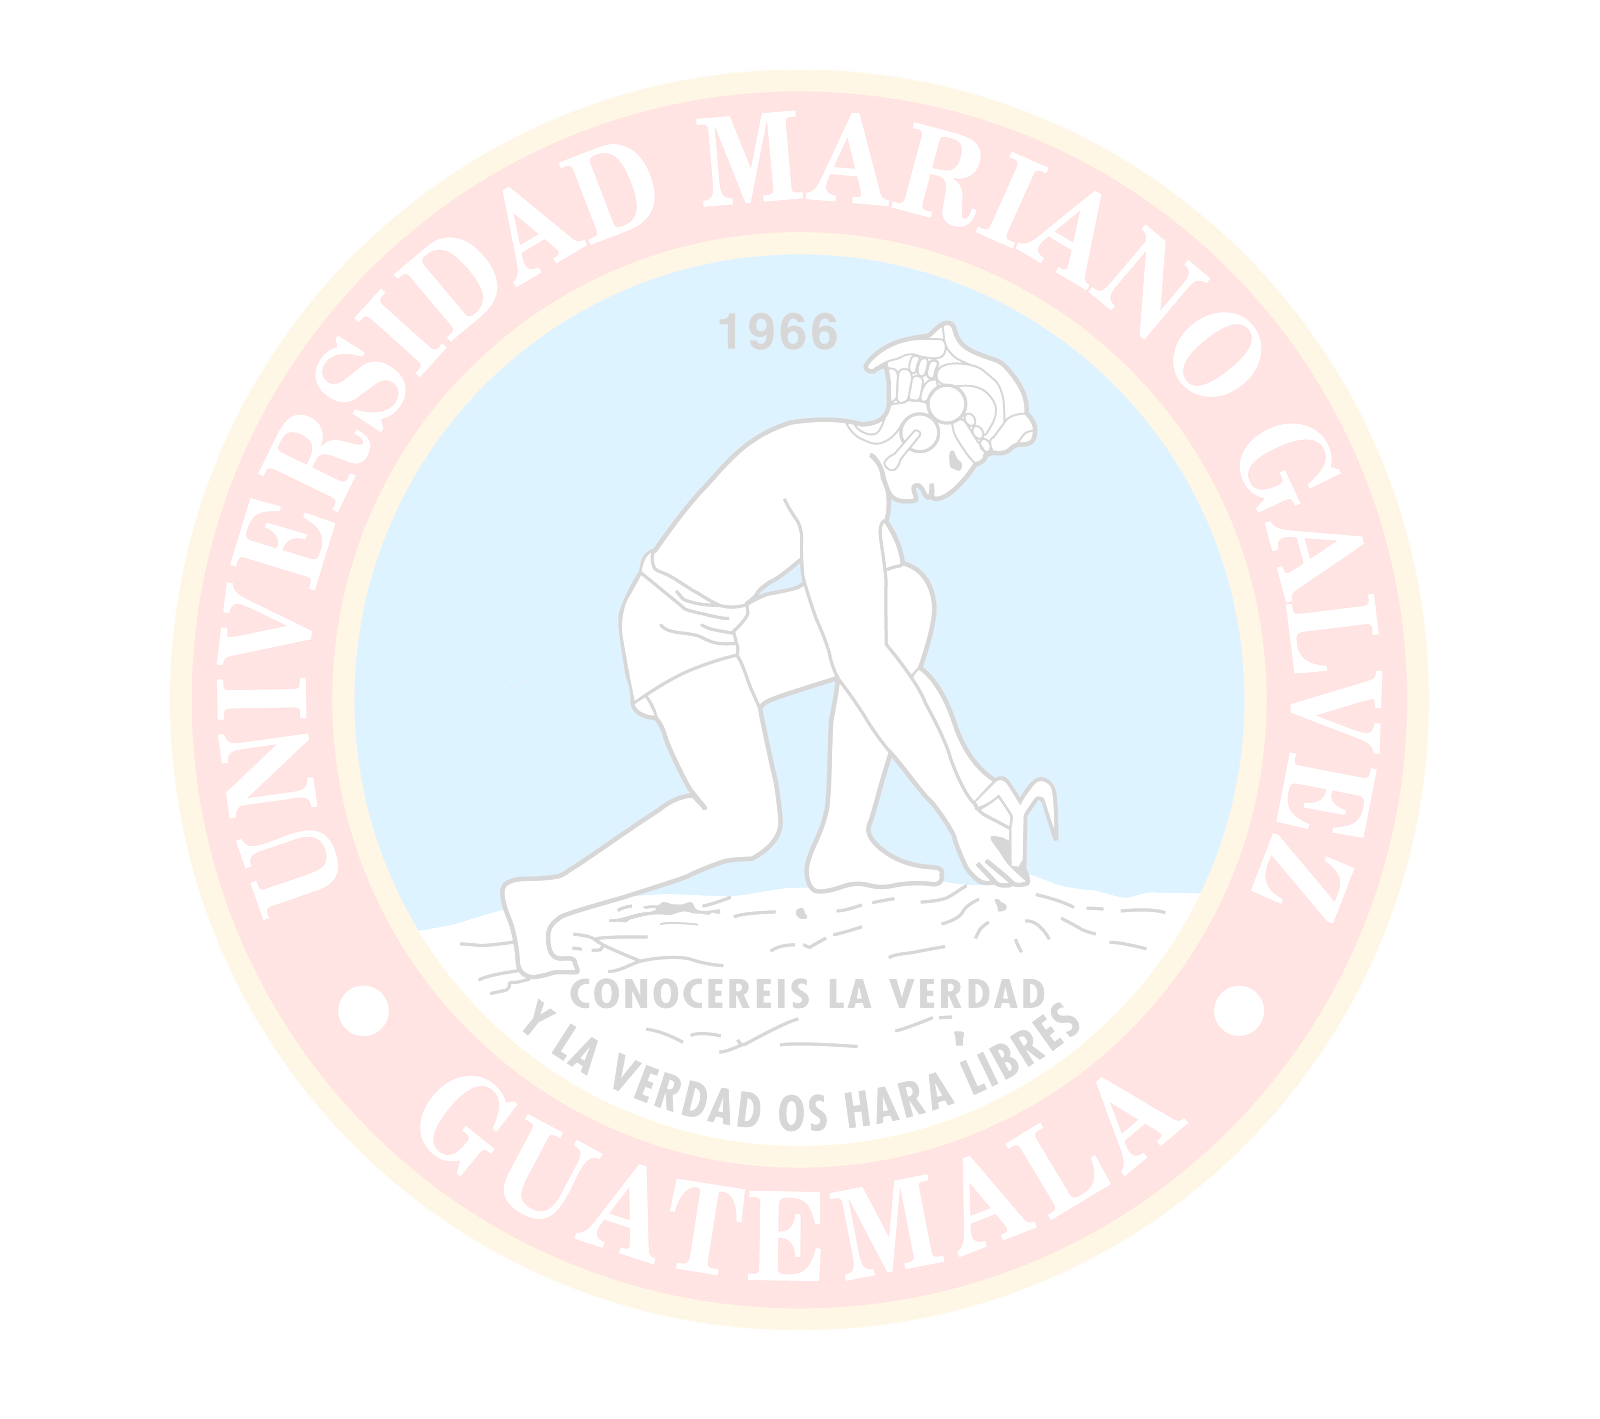 UNIVERSIDAD MARIANO GALVEZ
1966
CONOCEREIS LA VERDAD
Y LA VERDAD OS HARA LIBRES
GUATEMALA